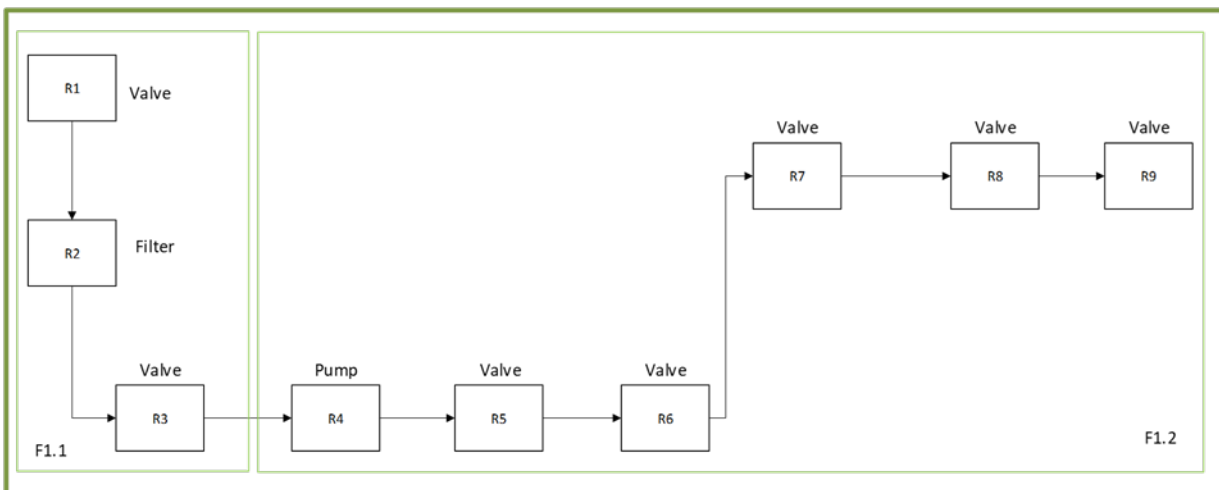 R1
Valve
R2
Filter
Valve
R3
F1.1
Pump
R4
Valve
R5
Valve
R6
Valve
R7
Valve
R8
Valve
R9
F1.2